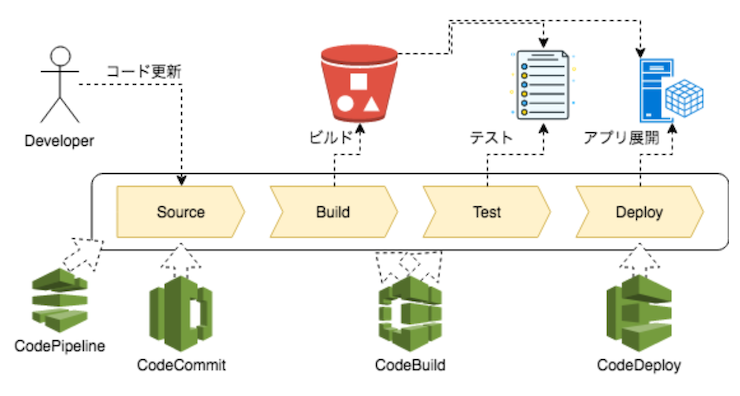 コード更新
Developer
ビルド
テスト
アプリ展開
Source
Build
Test
Deploy
CodePipeline
CodeCommit
CodeBuild
CodeDeploy